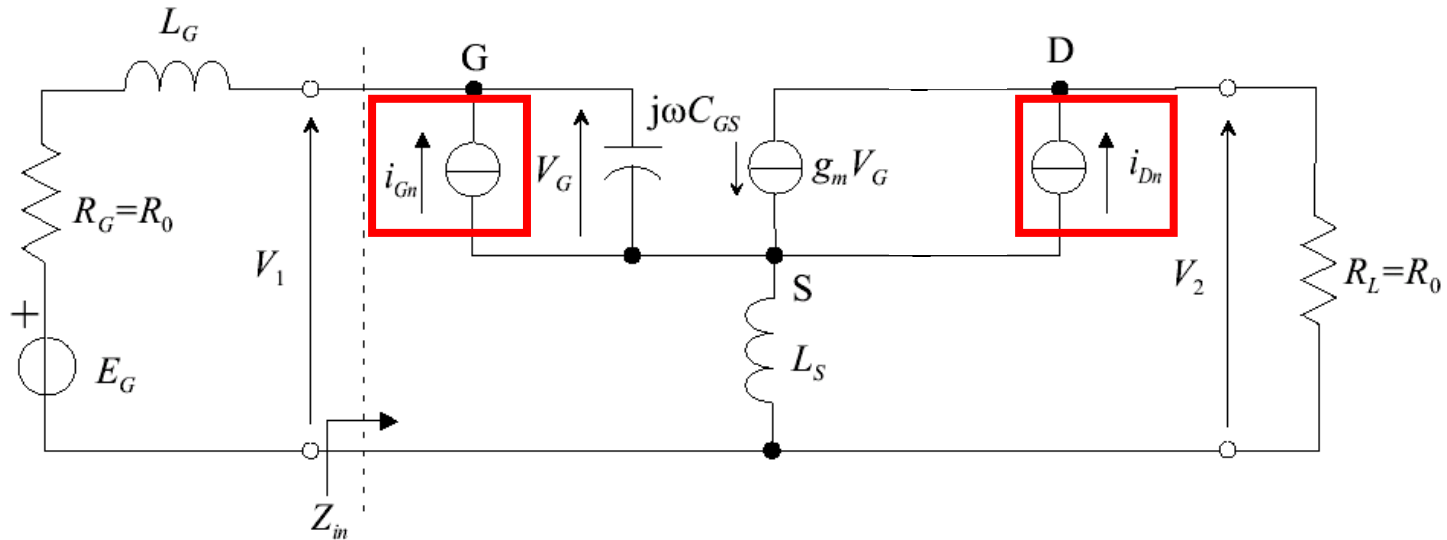 L_G
G
D
jωC_GS
i_Gn
V_G
g_m V_G
i_Dn
R_G=R_0
V_1
S
V_2
R_L=R_0
+
E_G
L_S
Z_in